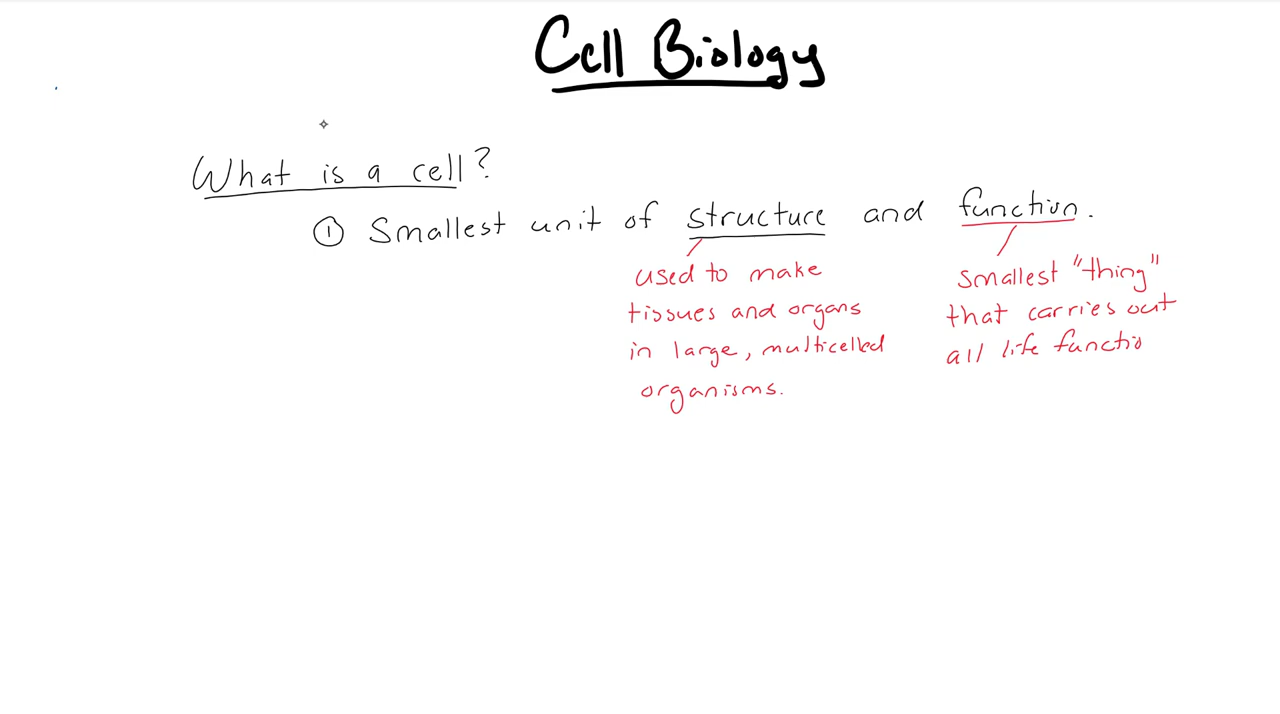 Cell Biology
What is a cell?
① Smallest unit of structure and function.
used to make
tissues and organs
in large, multicelled
organisms.
smallest "thing"
that carries out
all life functio